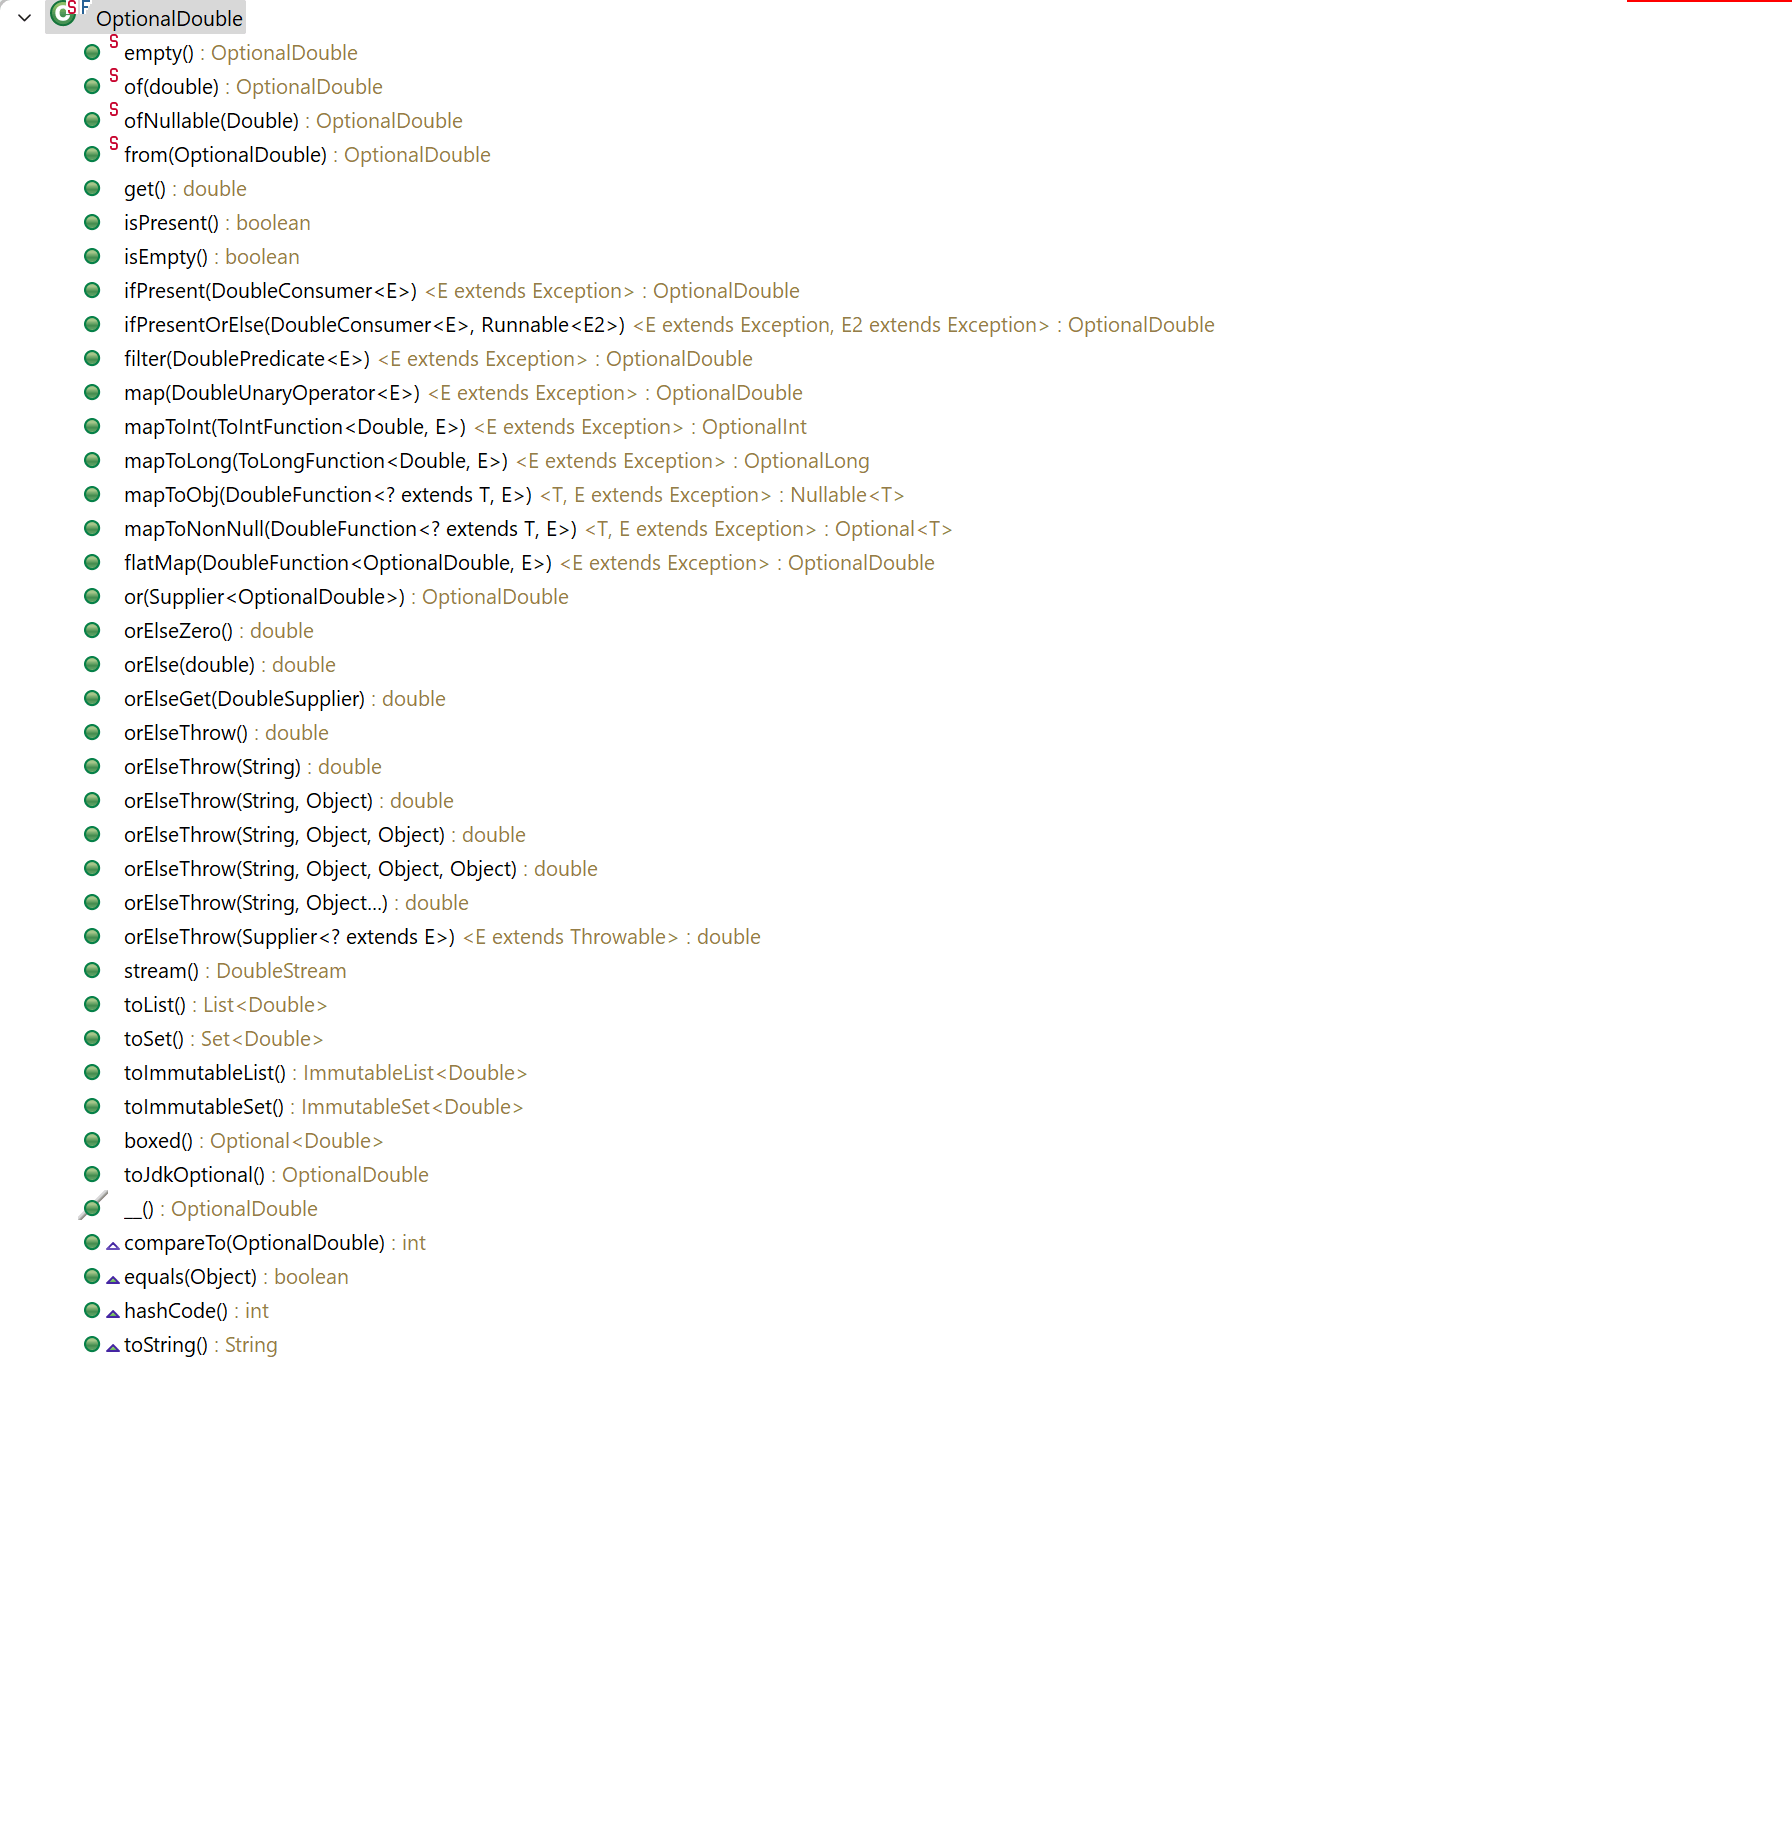 OptionalDouble
empty() : OptionalDouble
of(double) : OptionalDouble
ofNullable(Double) : OptionalDouble
from(OptionalDouble) : OptionalDouble
get() : double
isPresent() : boolean
isEmpty() : boolean
ifPresent(DoubleConsumer<E>) <E extends Exception> : OptionalDouble
ifPresentOrElse(DoubleConsumer<E>, Runnable<E2>) <E extends Exception, E2 extends Exception> : OptionalDouble
filter(DoublePredicate<E>) <E extends Exception> : OptionalDouble
map(DoubleUnaryOperator<E>) <E extends Exception> : OptionalDouble
mapToInt(ToIntFunction<Double, E>) <E extends Exception> : OptionalInt
mapToLong(ToLongFunction<Double, E>) <E extends Exception> : OptionalLong
mapToObj(DoubleFunction<? extends T, E>) <T, E extends Exception> : Nullable<T>
mapToNonNull(DoubleFunction<? extends T, E>) <T, E extends Exception> : Optional<T>
flatMap(DoubleFunction<OptionalDouble, E>) <E extends Exception> : OptionalDouble
or(Supplier<OptionalDouble>) : OptionalDouble
orElseZero() : double
orElse(double) : double
orElseGet(DoubleSupplier) : double
orElseThrow() : double
orElseThrow(String) : double
orElseThrow(String, Object) : double
orElseThrow(String, Object, Object) : double
orElseThrow(String, Object, Object, Object) : double
orElseThrow(String, Object...) : double
orElseThrow(Supplier<? extends E>) <E extends Throwable> : double
stream() : DoubleStream
toList() : List<Double>
toSet() : Set<Double>
toImmutableList() : ImmutableList<Double>
toImmutableSet() : ImmutableSet<Double>
boxed() : Optional<Double>
toJdkOptional() : OptionalDouble
__() : OptionalDouble
compareTo(OptionalDouble) : int
equals(Object) : boolean
hashCode() : int
toString() : String